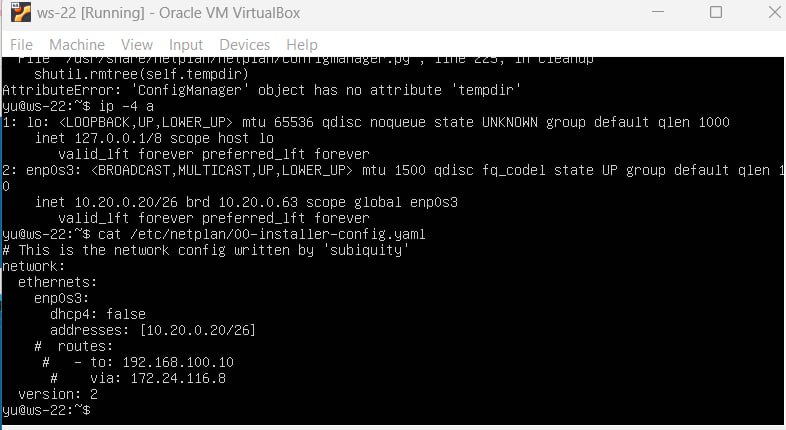 ws-22 [Running] - Oracle VM VirtualBox
File Machine View Input Devices Help
File "/usr/share/netplan/netplan/configmanager.py", line 225, in cleanup
    shutil.rmtree(self.tempdir)
AttributeError: 'ConfigManager' object has no attribute 'tempdir'
yu@ws-22:~$ ip -4 a
1: lo: <LOOPBACK,UP,LOWER_UP> mtu 65536 qdisc noqueue state UNKNOWN group default qlen 1000
    inet 127.0.0.1/8 scope host lo
       valid_lft forever preferred_lft forever
2: enp0s3: <BROADCAST,MULTICAST,UP,LOWER_UP> mtu 1500 qdisc fq_codel state UP group default qlen 1
0
    inet 10.20.0.20/26 brd 10.20.0.63 scope global enp0s3
       valid_lft forever preferred_lft forever
yu@ws-22:~$ cat /etc/netplan/00-installer-config.yaml
# This is the network config written by 'subiquity'
network:
  ethernets:
    enp0s3:
      dhcp4: false
      addresses: [10.20.0.20/26]
    #  routes:
     #   - to: 192.168.100.10
      #    via: 172.24.116.8
  version: 2
yu@ws-22:~$